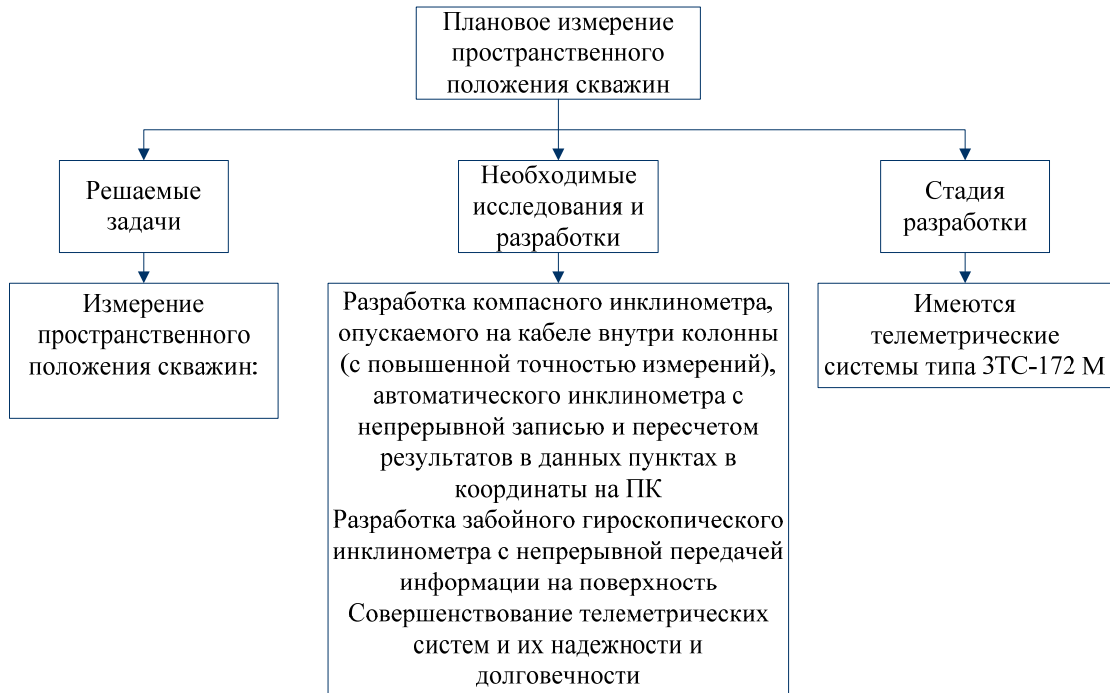 Плановое измерение
пространственного
положения скважин
Решаемые
задачи
Необходимые
исследования и
разработки
Стадия
разработки
Измерение
пространственного
положения скважин:
Разработка компасного инклинометра,
опускаемого на кабеле внутри колонны
(с повышенной точностью измерений),
автоматического инклинометра с
непрерывной записью и пересчетом
результатов в данных пунктах в
координаты на ПК
Разработка забойного гироскопического
инклинометра с непрерывной передачей
информации на поверхность
Совершенствование телеметрических
систем и их надежности и
долговечности
Имеются
телеметрические
системы типа ЗТС-172 М